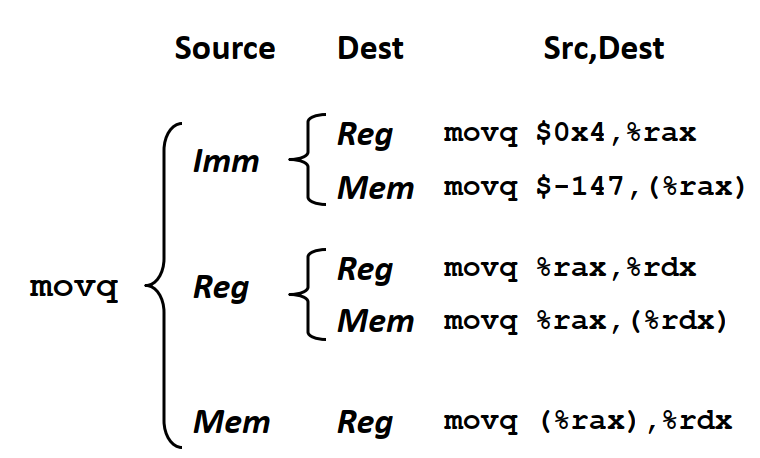 Source Dest Src,Dest
Imm Reg movq $0x4,%rax
Mem movq $-147,(%rax)
movq Reg Reg movq %rax,%rdx
Mem movq %rax,(%rdx)
Mem Reg movq (%rax),%rdx